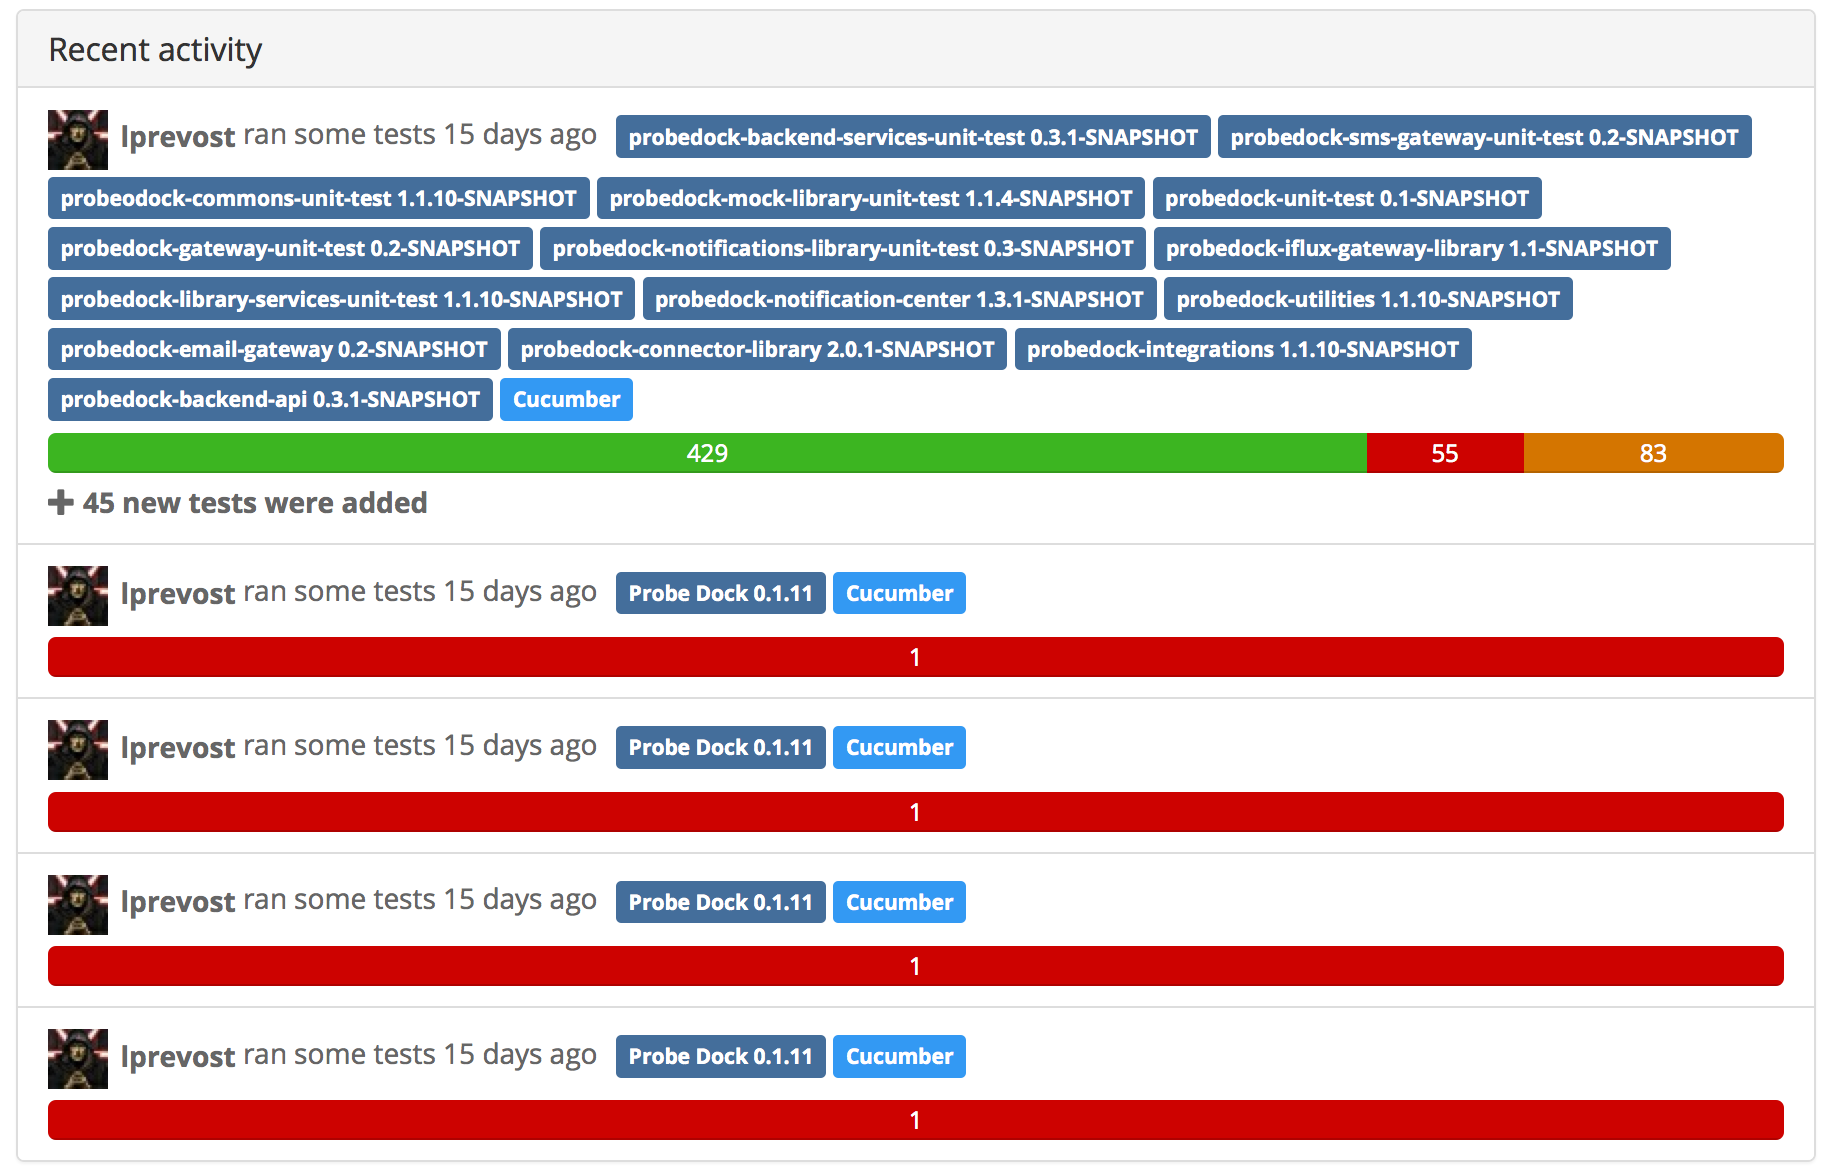 Recent activity
lprevost ran some tests 15 days ago probedock-backend-services-unit-test 0.3.1-SNAPSHOT probedock-sms-gateway-unit-test 0.2-SNAPSHOT
probeodock-commons-unit-test 1.1.10-SNAPSHOT probedock-mock-library-unit-test 1.1.4-SNAPSHOT probedock-unit-test 0.1-SNAPSHOT
probedock-gateway-unit-test 0.2-SNAPSHOT probedock-notifications-library-unit-test 0.3-SNAPSHOT probedock-iflux-gateway-library 1.1-SNAPSHOT
probedock-library-services-unit-test 1.1.10-SNAPSHOT probedock-notification-center 1.3.1-SNAPSHOT probedock-utilities 1.1.10-SNAPSHOT
probedock-email-gateway 0.2-SNAPSHOT probedock-connector-library 2.0.1-SNAPSHOT probedock-integrations 1.1.10-SNAPSHOT
probedock-backend-api 0.3.1-SNAPSHOT Cucumber
429 55 83
45 new tests were added
lprevost ran some tests 15 days ago Probe Dock 0.1.11 Cucumber
1
lprevost ran some tests 15 days ago Probe Dock 0.1.11 Cucumber
1
lprevost ran some tests 15 days ago Probe Dock 0.1.11 Cucumber
1
lprevost ran some tests 15 days ago Probe Dock 0.1.11 Cucumber
1